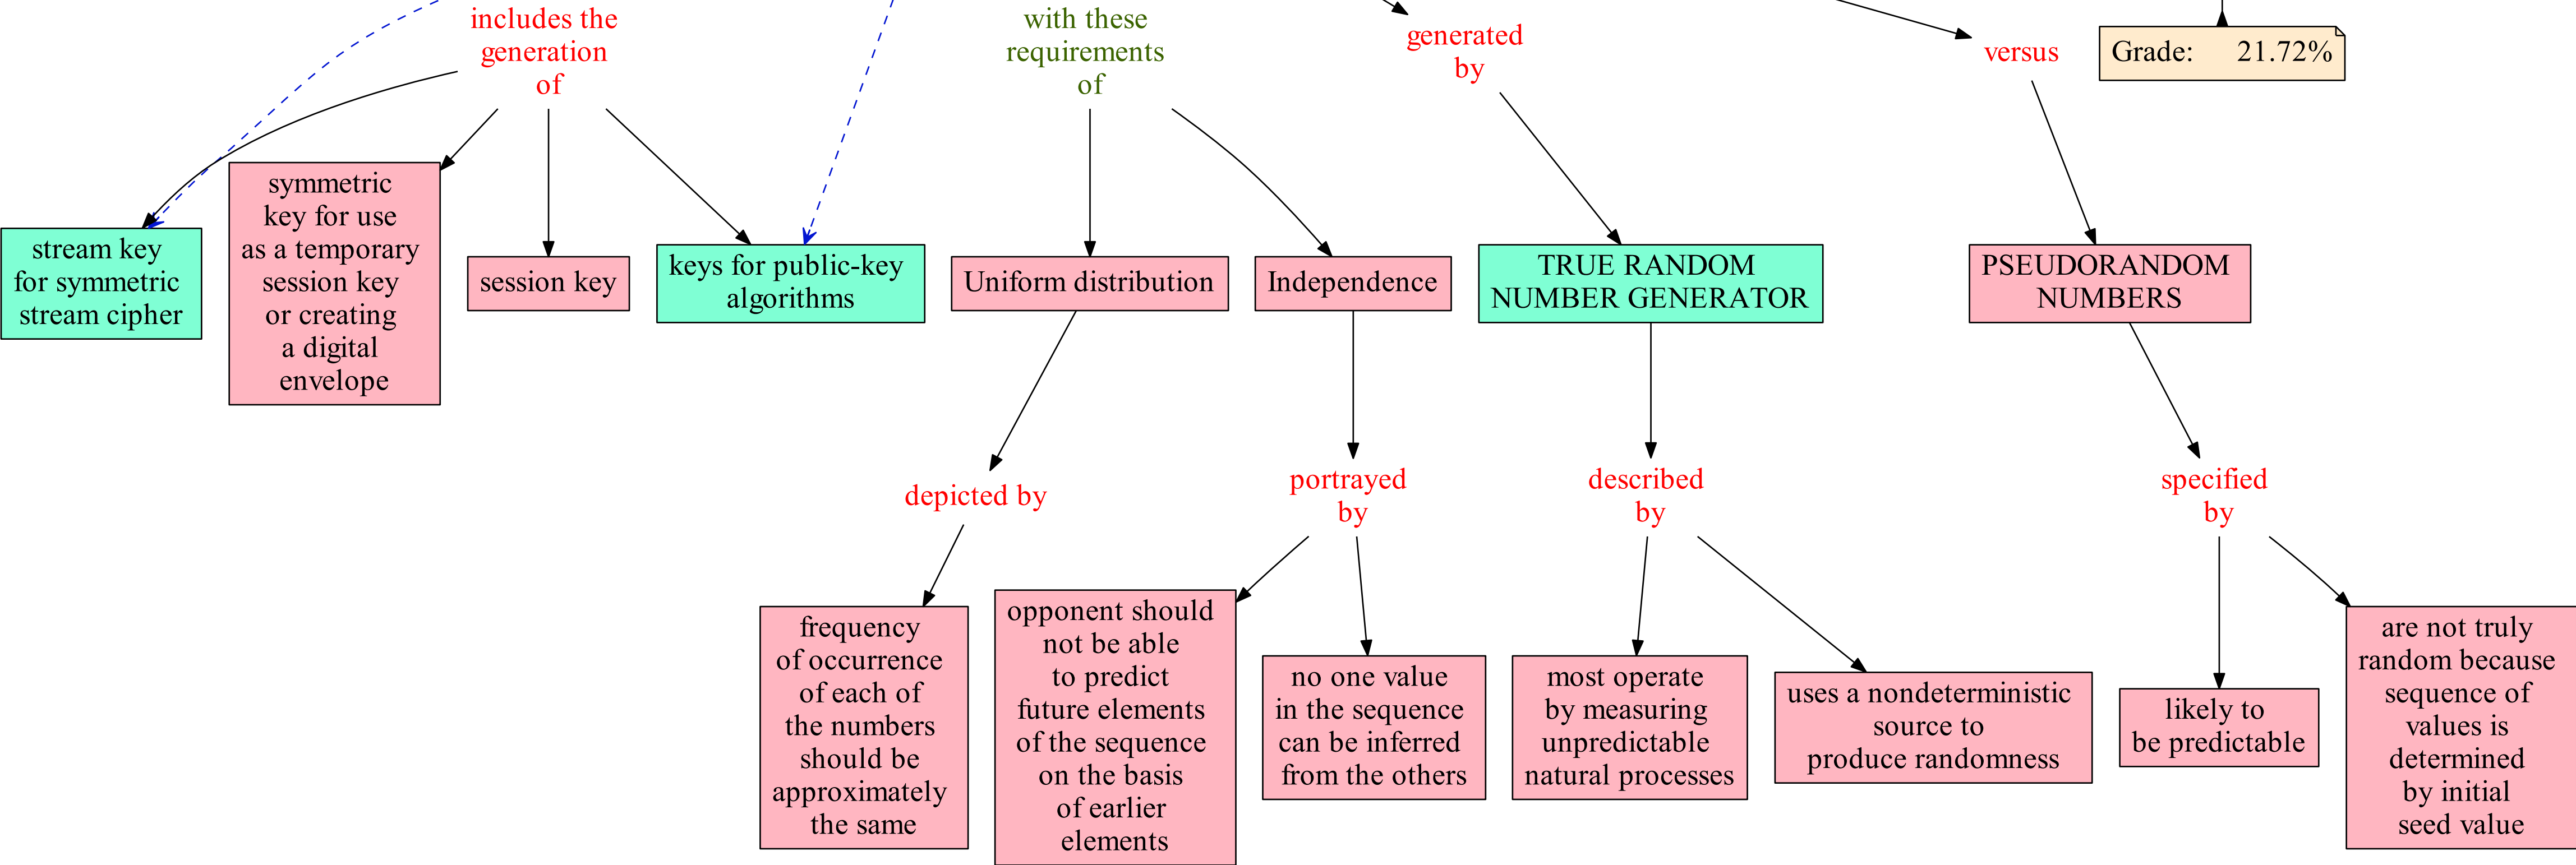 includes the
generation
of
with these
requirements
of
generated
by
versus
Grade: 21.72%
stream key
for symmetric
stream cipher
symmetric
key for use
as a temporary
session key
or creating
a digital
envelope
session key
keys for public-key
algorithms
Uniform distribution
Independence
TRUE RANDOM
NUMBER GENERATOR
PSEUDORANDOM
NUMBERS
depicted by
portrayed
by
described
by
specified
by
frequency
of occurrence
of each of
the numbers
should be
approximately
the same
opponent should
not be able
to predict
future elements
of the sequence
on the basis
of earlier
elements
no one value
in the sequence
can be inferred
from the others
most operate
by measuring
unpredictable
natural processes
uses a nondeterministic
source to
produce randomness
likely to
be predictable
are not truly
random because
sequence of
values is
determined
by initial
seed value